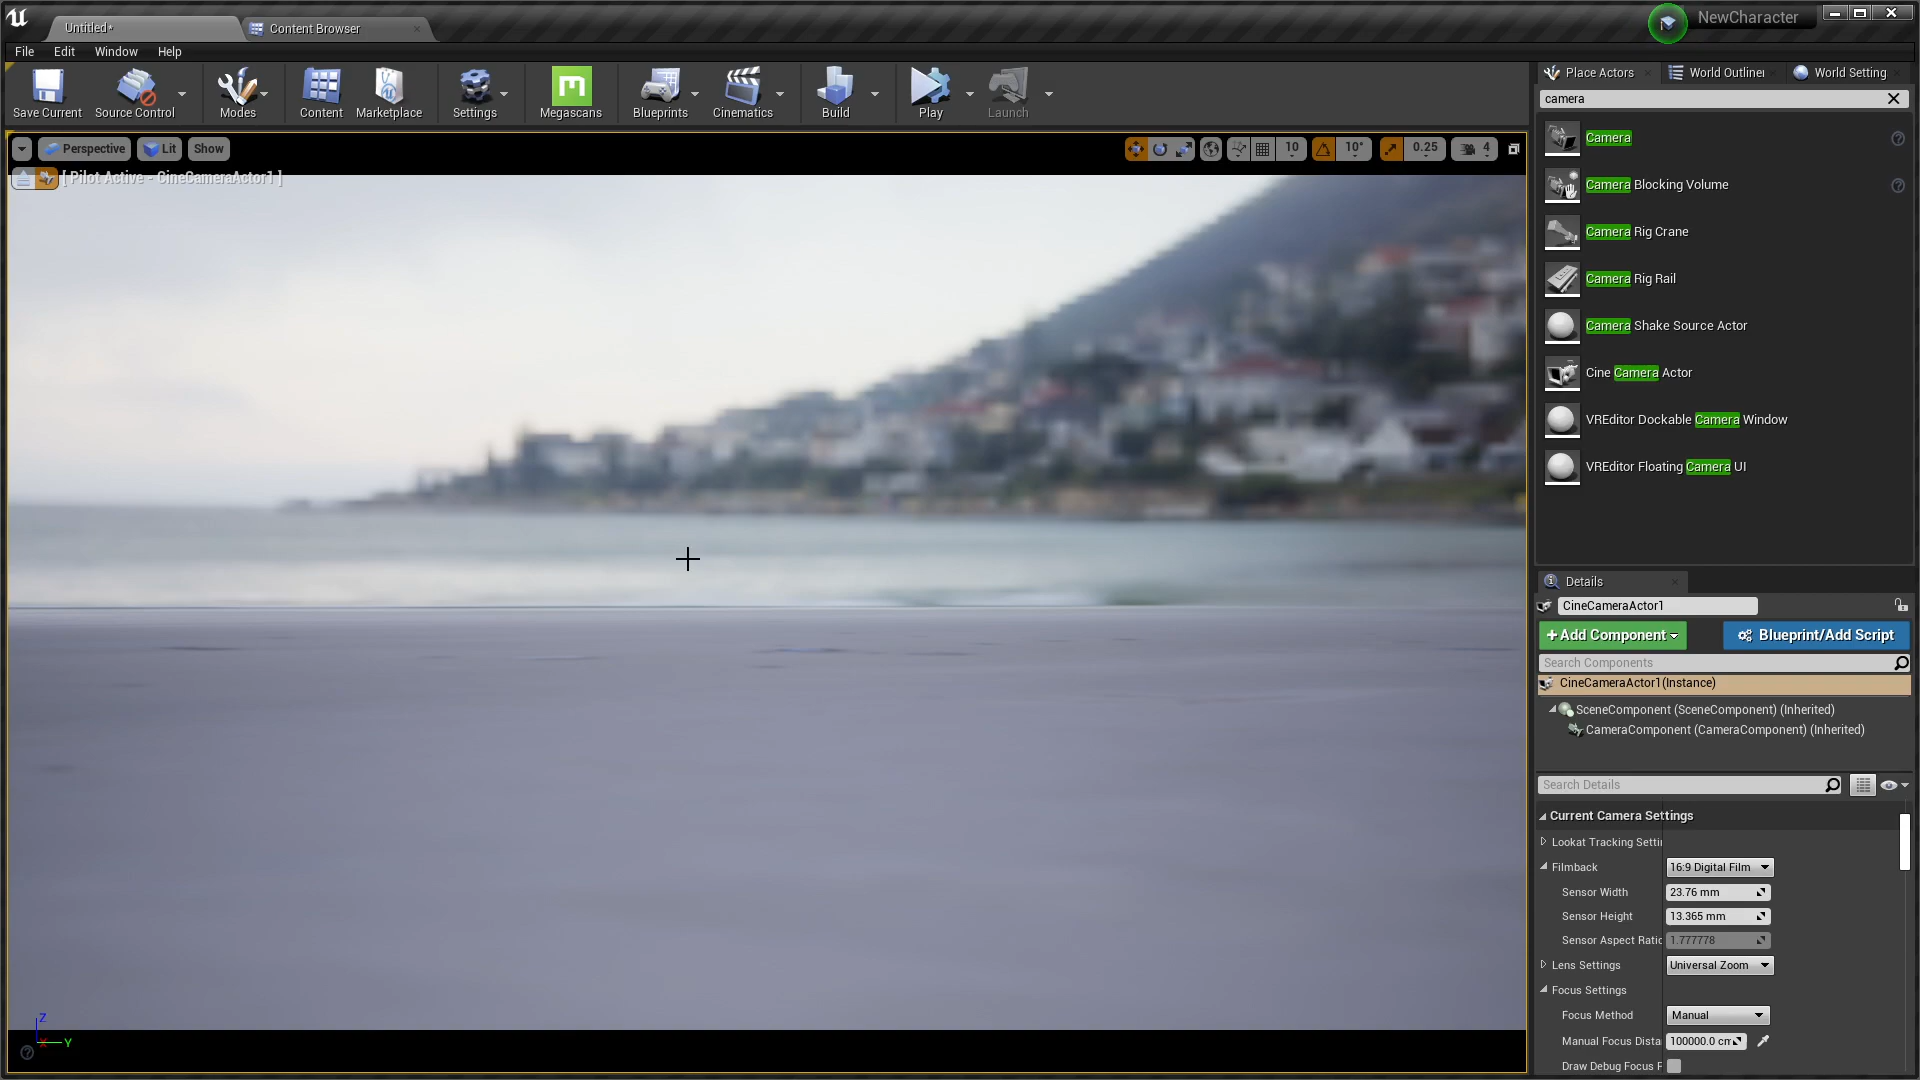 Untitled*
Content Browser
NewCharacter
File Edit Window Help
Save Current
Source Control
Modes
Content
Marketplace
Settings
Megascans
Blueprints
Cinematics
Build
Play
Launch
Place Actors
World Outliner
World Setting
camera
Perspective
Lit
Show
10
10°
0.25
4
[ Pilot Active - CineCameraActor1 ]
Camera
Camera Blocking Volume
Camera Rig Crane
Camera Rig Rail
Camera Shake Source Actor
Cine Camera Actor
VREditor Dockable Camera Window
VREditor Floating Camera UI
Details
CineCameraActor1
+Add Component
Blueprint/Add Script
Search Components
CineCameraActor1(Instance)
SceneComponent (SceneComponent) (Inherited)
CameraComponent (CameraComponent) (Inherited)
Search Details
Current Camera Settings
Lookat Tracking Settin
Filmback 16:9 Digital Film
Sensor Width 23.76 mm
Sensor Height 13.365 mm
Sensor Aspect Ratio 1.777778
Lens Settings Universal Zoom
Focus Settings
Focus Method Manual
Manual Focus Dista 100000.0 cm
Draw Debug Focus P
Z
X
Y